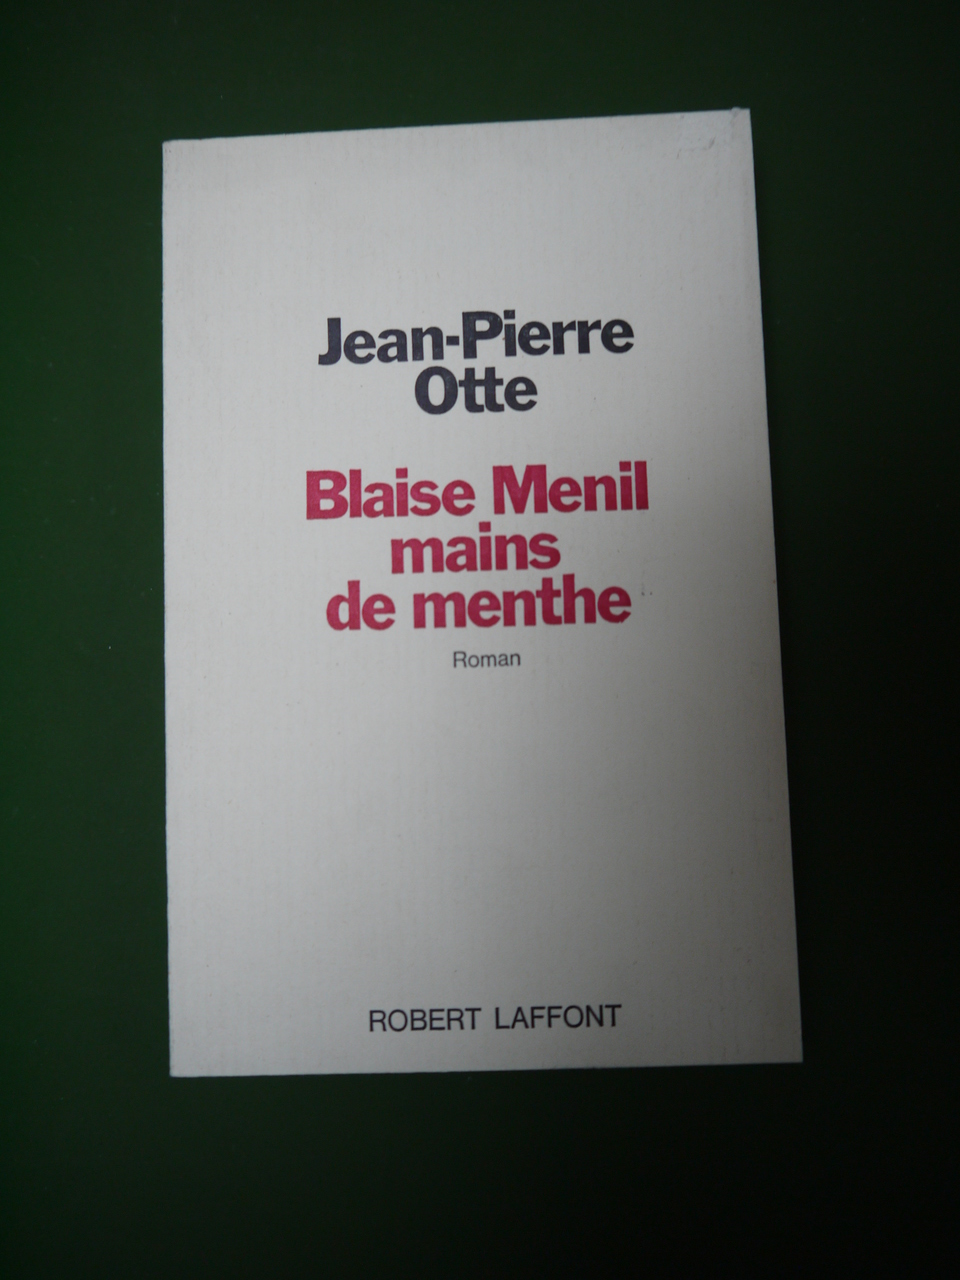 Jean-Pierre
Otte
Blaise Menil
mains
de menthe
Roman
ROBERT LAFFONT